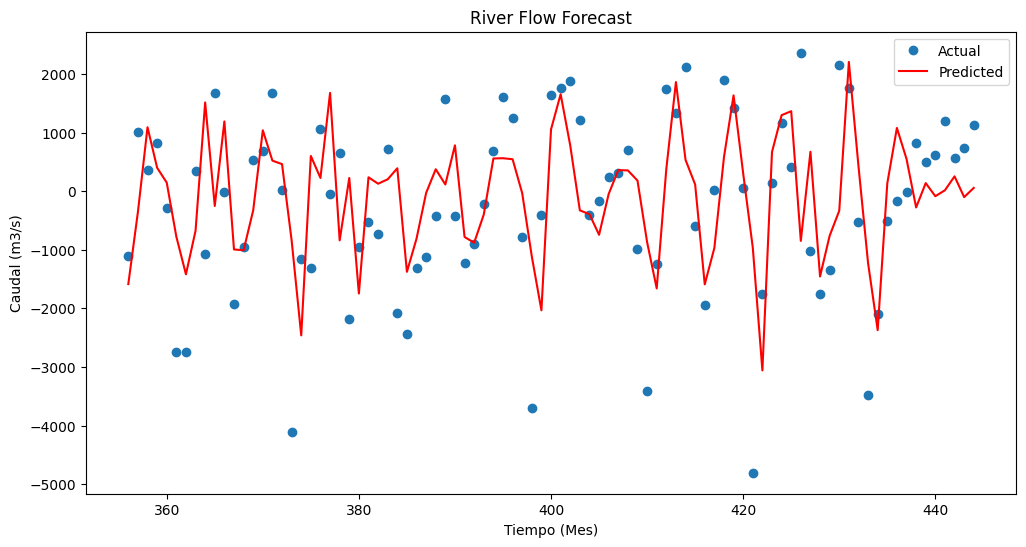 River Flow Forecast
Actual
Predicted
2000
1000
0
−1000
−2000
−3000
−4000
−5000
Caudal (m3/s)
360
380
400
420
440
Tiempo (Mes)